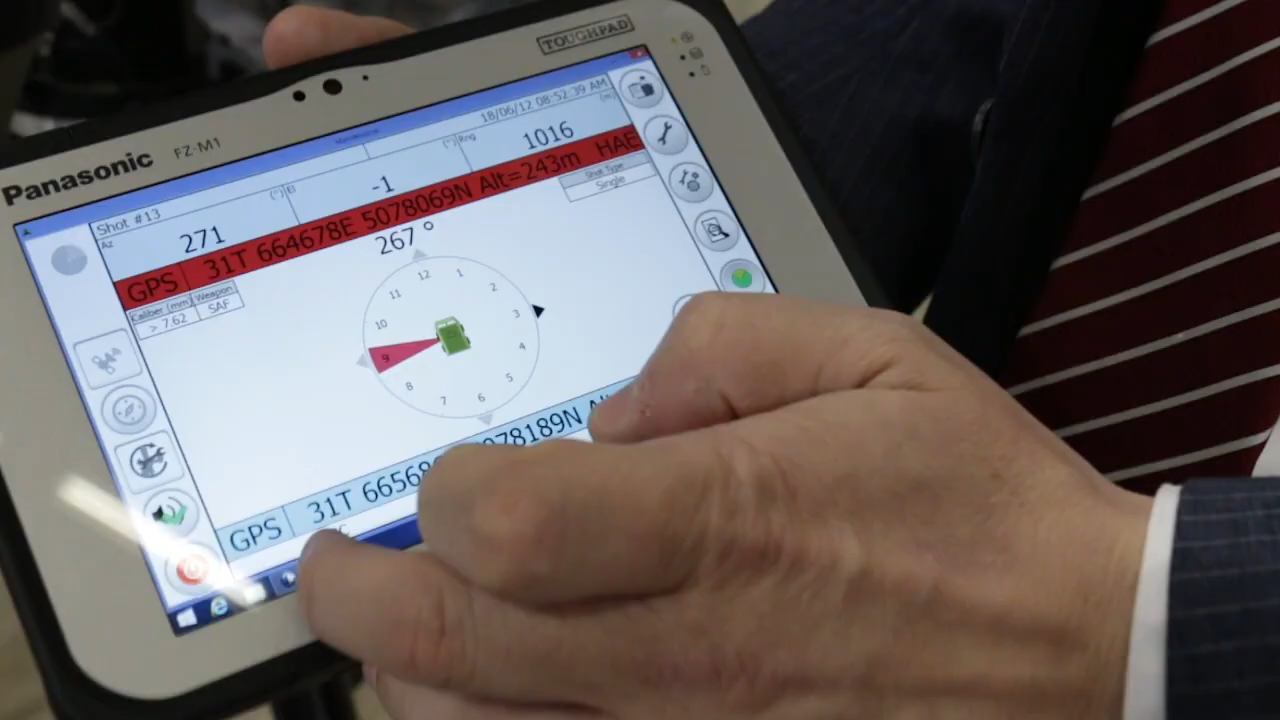 TOUGHPAD
Panasonic FZ-M1
18/06/12 08:52:39 AM
Shot #13
Az 271 (°)
El -1 (°)
Rng 1016 (m)
GPS 31T 664678E 5078069N Alt=243m HAE
Caliber (mm) Weapon
> 7.62 SAF
267 °
Shot Type
Single
12
1
2
3
4
5
6
7
8
9
10
11
GPS 31T 66568 078189N Al